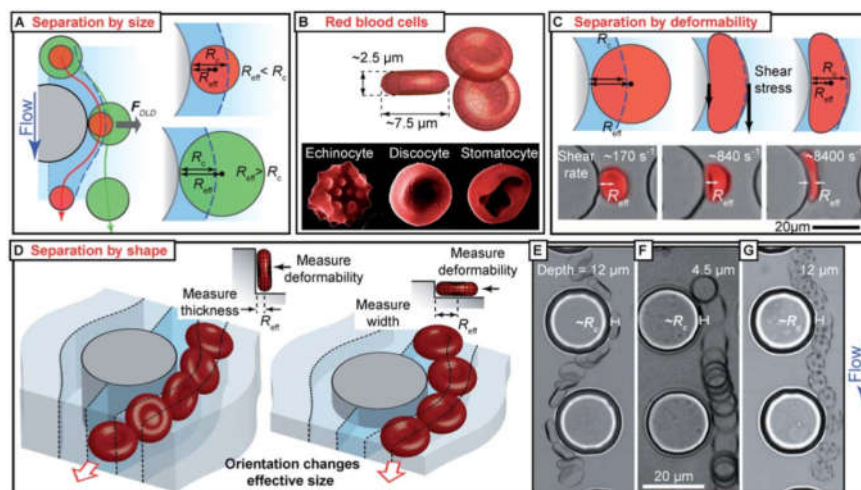 A Separation by size
Flow
F_DLD
R_c
R_eff
R_eff < R_c
R_c
R_eff
R_eff > R_c
B Red blood cells
~2.5 µm
~7.5 µm
Echinocyte Discocyte Stomatocyte
C Separation by deformability
R_c
R_eff
Shear
stress
R_c
R_eff
Shear
rate
~170 s⁻¹ ~840 s⁻¹ ~8400 s⁻¹
R_eff R_eff R_eff
20µm
D Separation by shape
Measure
deformability
Measure
thickness
R_eff
Measure
deformability
Measure
width
R_eff
Orientation changes
effective size
E F G
Depth = 12 µm 4.5 µm 12 µm
~R_c ~R_c ~R_c
20 µm
Flow